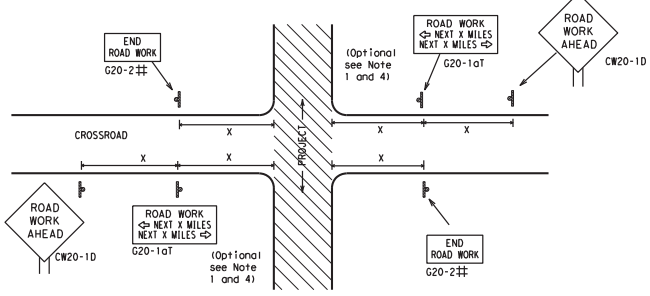 END
ROAD WORK
G20-2##
(Optional
see Note
1 and 4)
ROAD WORK
⇦ NEXT X MILES
NEXT X MILES ⇨
G20-1aT
ROAD
WORK
AHEAD
CW20-1D
X
X
X
CROSSROAD
PROJECT
X
X
X
ROAD
WORK
AHEAD
CW20-1D
ROAD WORK
⇦ NEXT X MILES
NEXT X MILES ⇨
G20-1aT
(Optional
see Note
1 and 4)
END
ROAD WORK
G20-2##